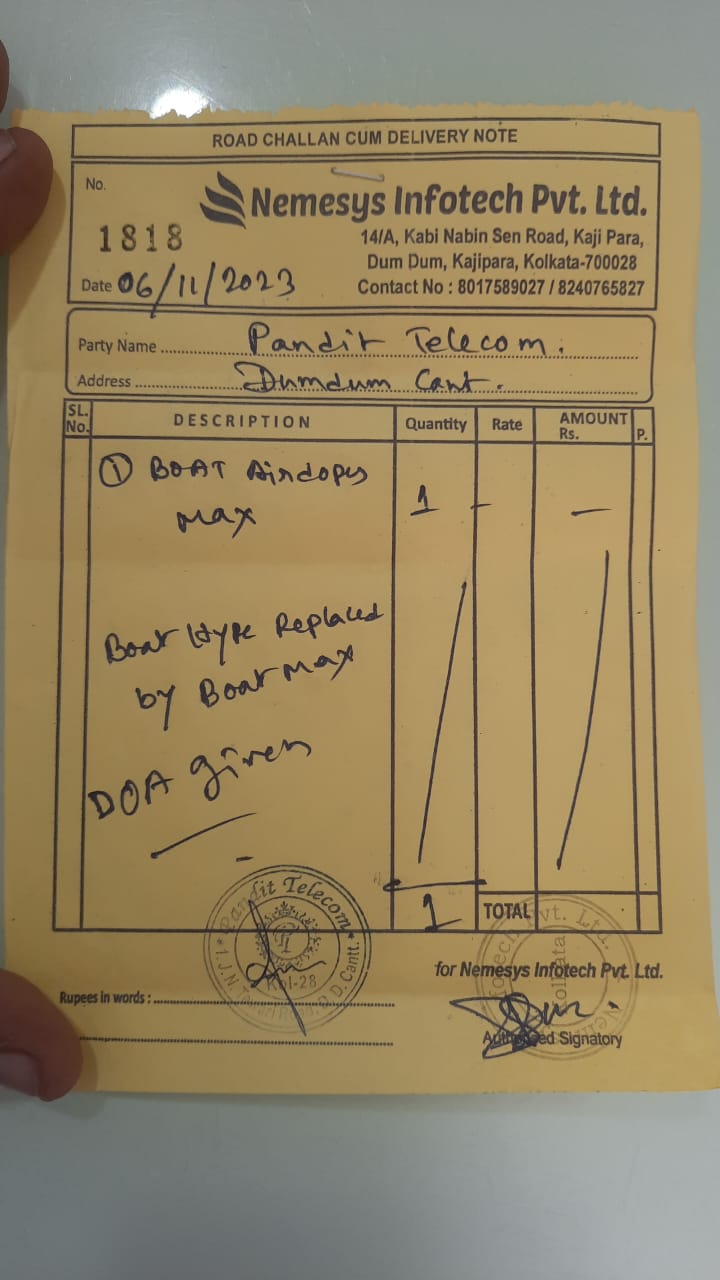 ROAD CHALLAN CUM DELIVERY NOTE
No.
1818
Nemesys Infotech Pvt. Ltd.
14/A, Kabi Nabin Sen Road, Kaji Para,
Dum Dum, Kajipara, Kolkata-700028
Date 06/11/2023
Contact No : 8017589027 / 8240765827
Party Name Pandit Telecom.
Address Dumdum Cant.
SL. No. DESCRIPTION Quantity Rate AMOUNT Rs. P.
① BOAT Airdopes 1 - -
Max
Boat Hype Replaced
by Boat Max
DOA given
1 TOTAL
Pandit Telecom
D. Cantt.
Kol-28
for Nemesys Infotech Pvt. Ltd.
Rupees in words :
Pvt. Ltd.
Kolkata
Authorised Signatory